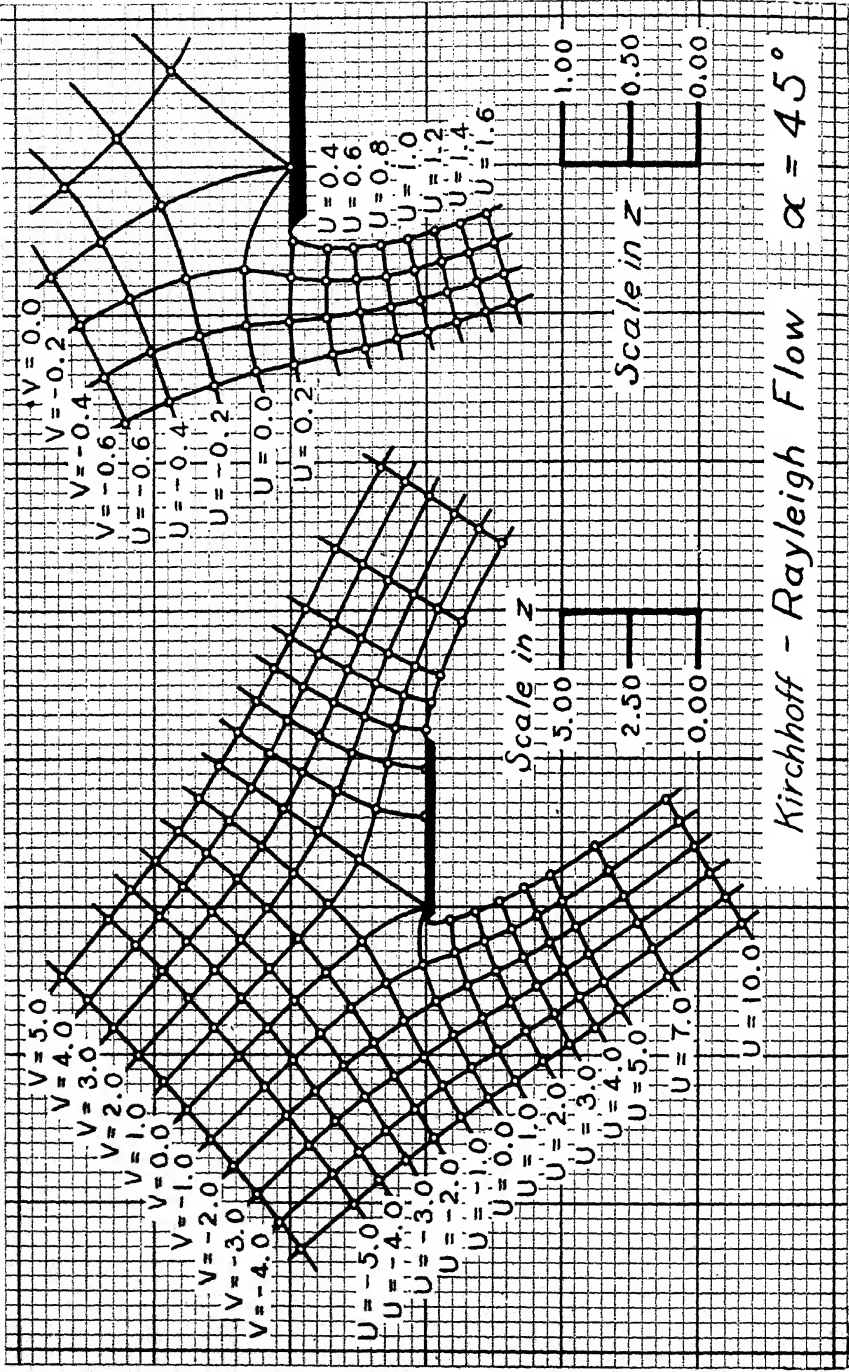 V = 5.0
V = 4.0
V = 3.0
V = 2.0
V = 1.0
V = 0.0
V = -1.0
V = -2.0
V = -3.0
V = -4.0
U = -5.0
U = -4.0
U = -3.0
U = -2.0
U = -1.0
U = 0.0
U = 1.0
U = 2.0
U = 3.0
U = 4.0
U = 5.0
U = 7.0
U = 10.0
Scale in z
5.00
2.50
0.00
V = 0.0
V = -0.2
V = -0.4
V = -0.6
U = -0.6
U = -0.4
U = -0.2
U = 0.0
U = 0.2
U = 0.4
U = 0.6
U = 0.8
U = 1.0
U = 1.2
U = 1.4
U = 1.6
Scale in z
1.00
0.50
0.00
Kirchhoff - Rayleigh Flow α = 45°